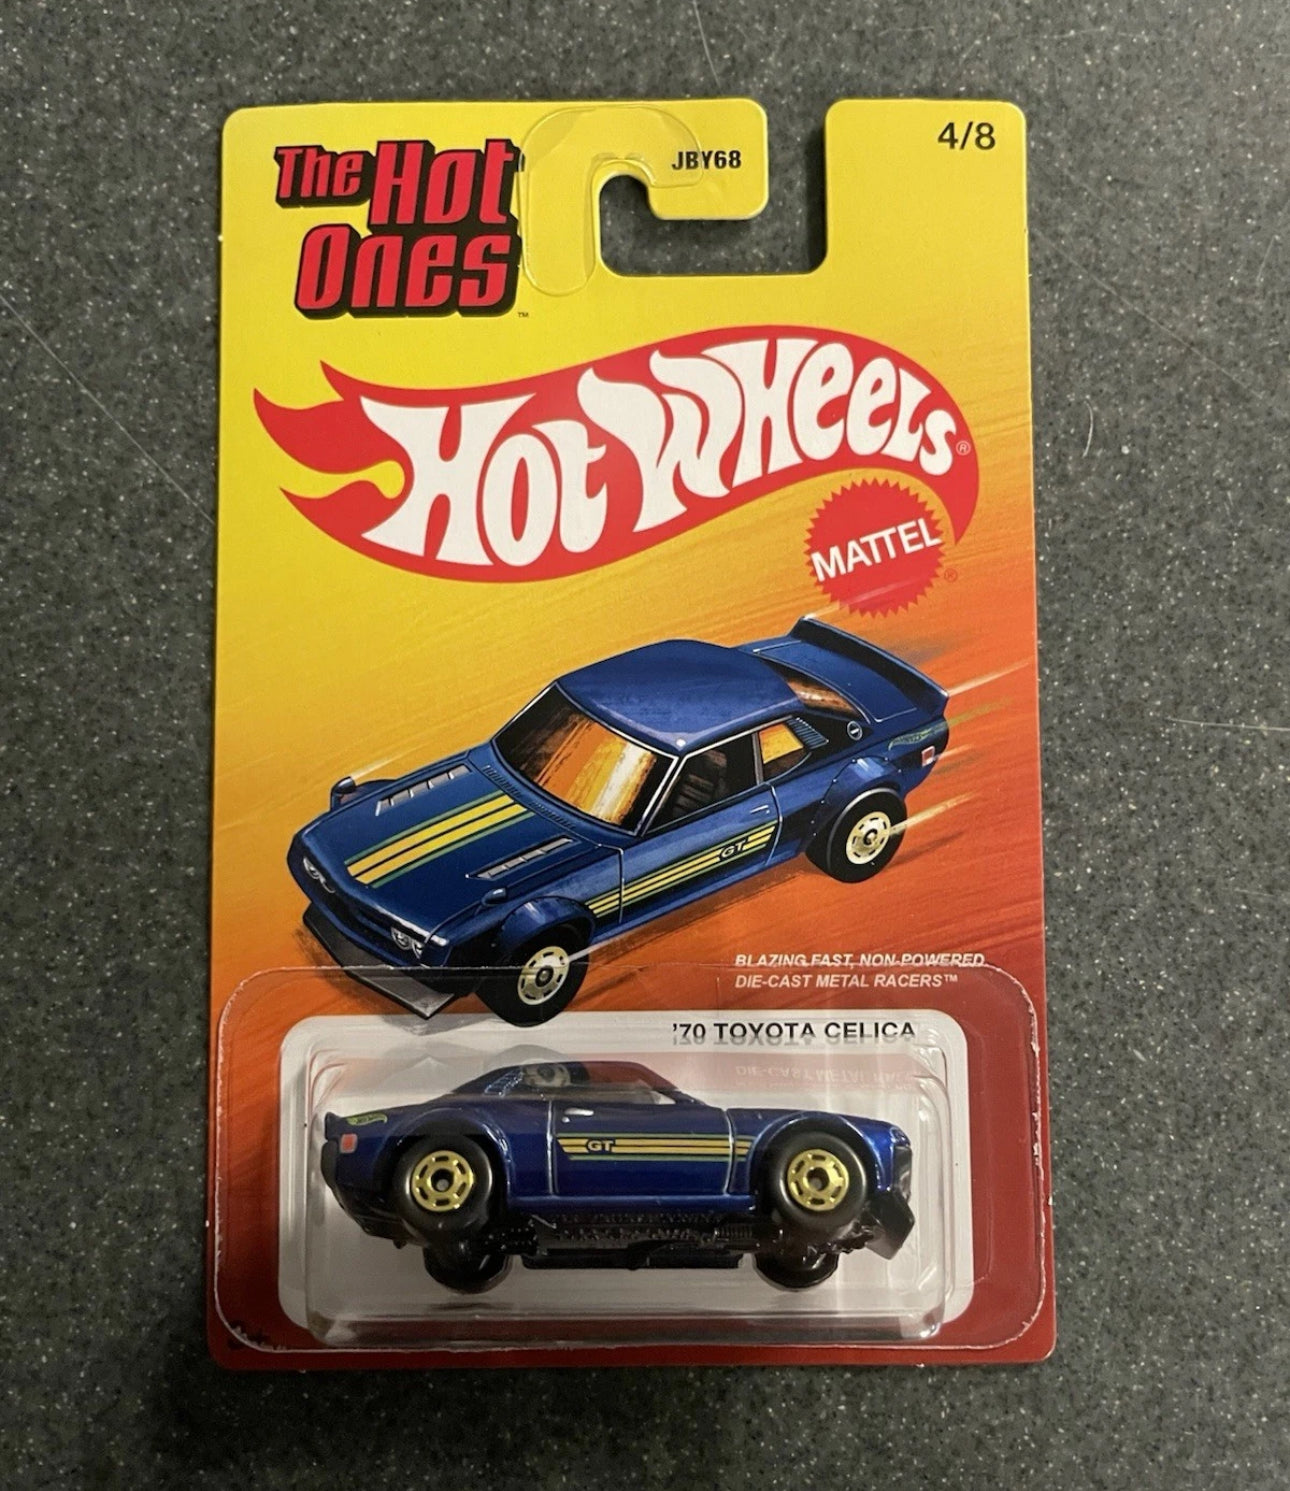 The Hot
Ones
™
JBY68
4/8
Hot Wheels®
MATTEL
®
GT
BLAZING FAST, NON-POWERED
DIE-CAST METAL RACERS™
'70 TOYOTA CELICA
GT